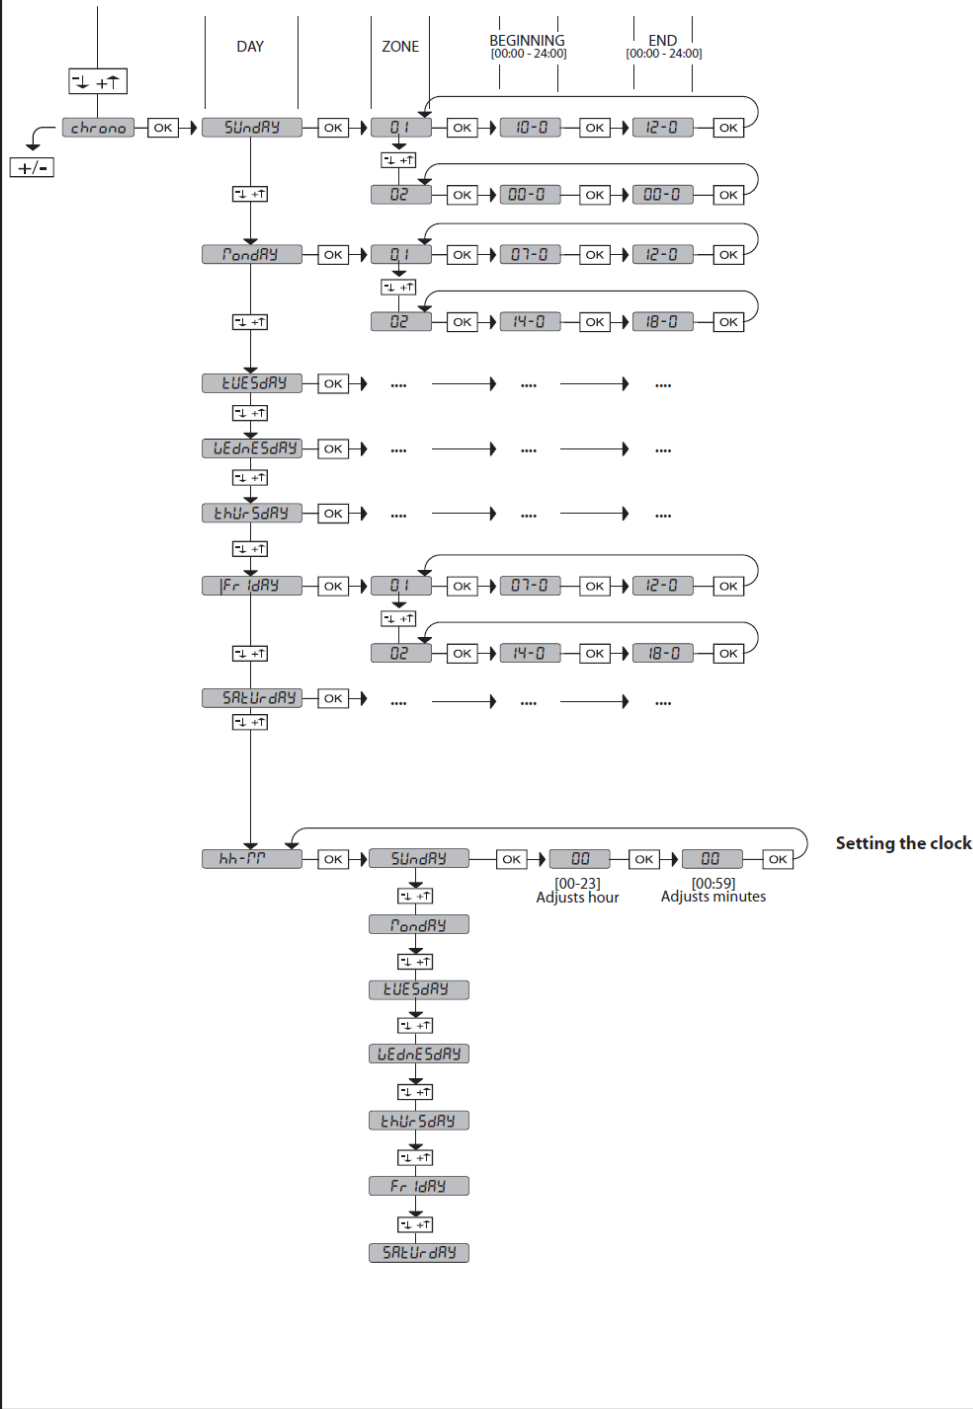 DAY ZONE BEGINNING END
[00:00 - 24:00] [00:00 - 24:00]
-↓ +↑
chrono OK SUndAY OK 01 OK 10-0 OK 12-0 OK
+/-
-↓ +↑
-↓ +↑ 02 OK 00-0 OK 00-0 OK
MondAY OK 01 OK 07-0 OK 12-0 OK
-↓ +↑
-↓ +↑ 02 OK 14-0 OK 18-0 OK
tUESdAY OK .... .... ....
-↓ +↑
WEdnESdAY OK .... .... ....
-↓ +↑
thUrSdAY OK .... .... ....
-↓ +↑
FrIdAY OK 01 OK 07-0 OK 12-0 OK
-↓ +↑
-↓ +↑ 02 OK 14-0 OK 18-0 OK
SAtUrdAY OK .... .... ....
-↓ +↑
Setting the clock
hh-MM OK SUndAY OK 00 OK 00 OK
[00-23] [00:59]
Adjusts hour Adjusts minutes
-↓ +↑
MondAY
-↓ +↑
tUESdAY
-↓ +↑
WEdnESdAY
-↓ +↑
thUrSdAY
-↓ +↑
FrIdAY
-↓ +↑
SAtUrdAY